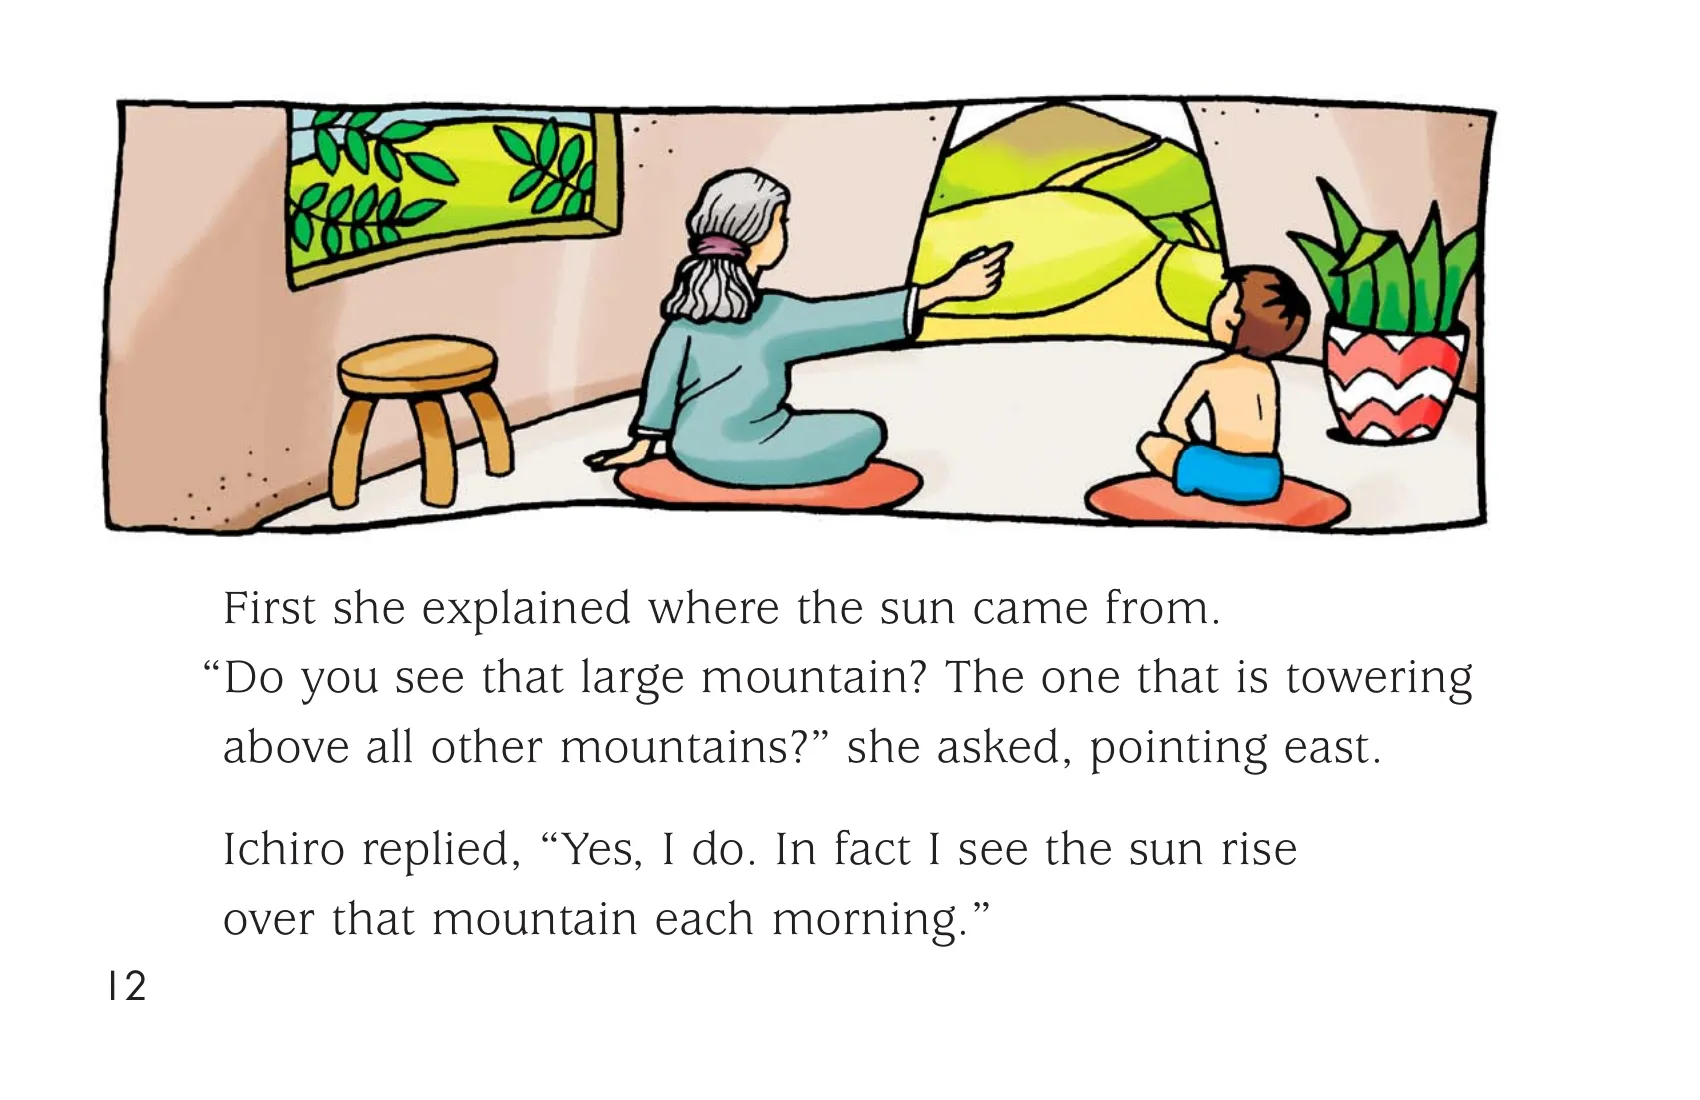 First she explained where the sun came from.
“Do you see that large mountain? The one that is towering
above all other mountains?” she asked, pointing east.
Ichiro replied, “Yes, I do. In fact I see the sun rise
over that mountain each morning.”
12